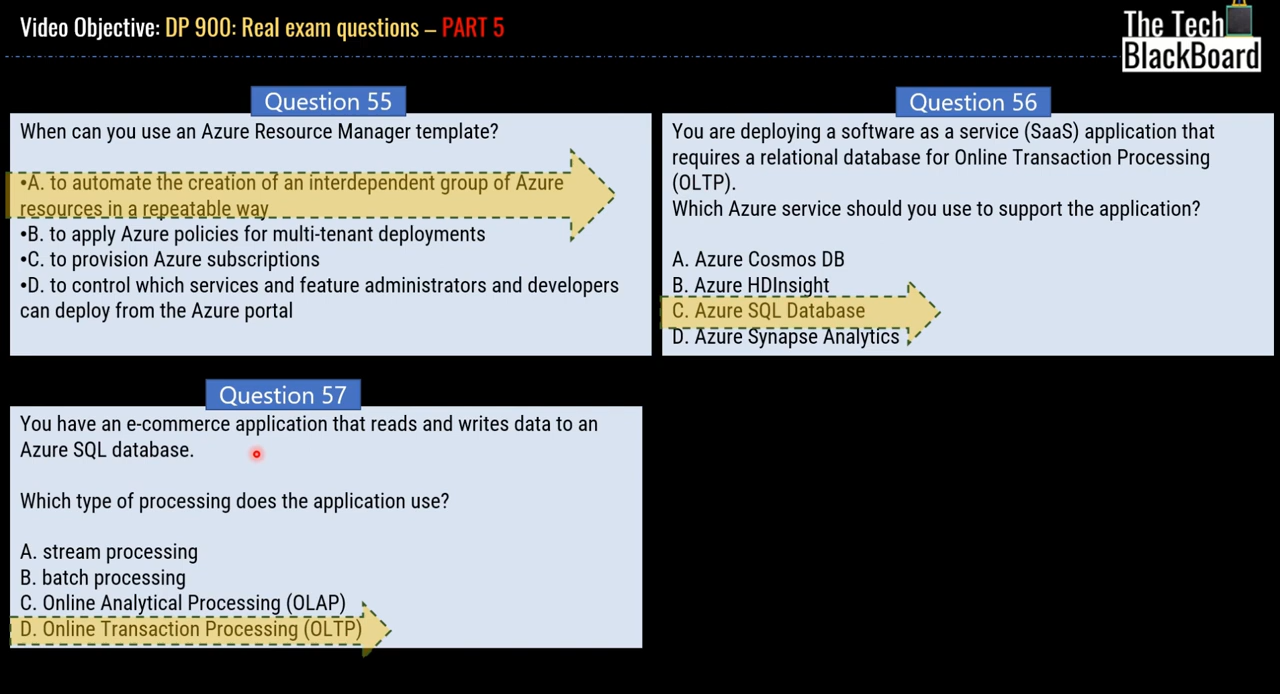 Video Objective: DP 900: Real exam questions – PART 5
The Tech
BlackBoard
Question 55
When can you use an Azure Resource Manager template?
•A. to automate the creation of an interdependent group of Azure
resources in a repeatable way
•B. to apply Azure policies for multi-tenant deployments
•C. to provision Azure subscriptions
•D. to control which services and feature administrators and developers
can deploy from the Azure portal
Question 56
You are deploying a software as a service (SaaS) application that
requires a relational database for Online Transaction Processing
(OLTP).
Which Azure service should you use to support the application?
A. Azure Cosmos DB
B. Azure HDInsight
C. Azure SQL Database
D. Azure Synapse Analytics
Question 57
You have an e-commerce application that reads and writes data to an
Azure SQL database.
Which type of processing does the application use?
A. stream processing
B. batch processing
C. Online Analytical Processing (OLAP)
D. Online Transaction Processing (OLTP)